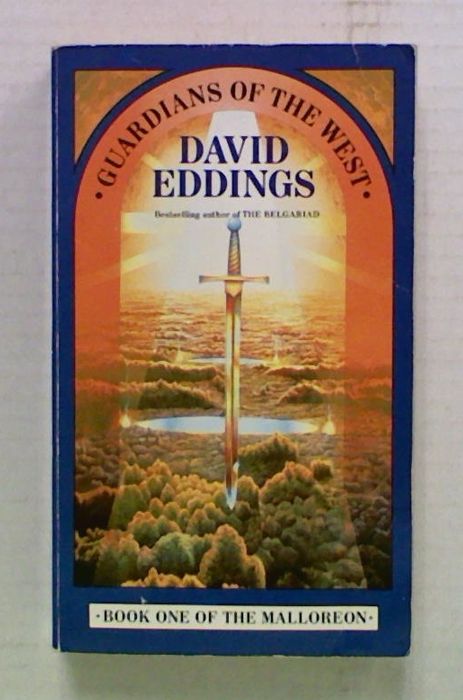 • GUARDIANS OF THE WEST •
DAVID
EDDINGS
Bestselling author of THE BELGARIAD
• BOOK ONE OF THE MALLOREON •